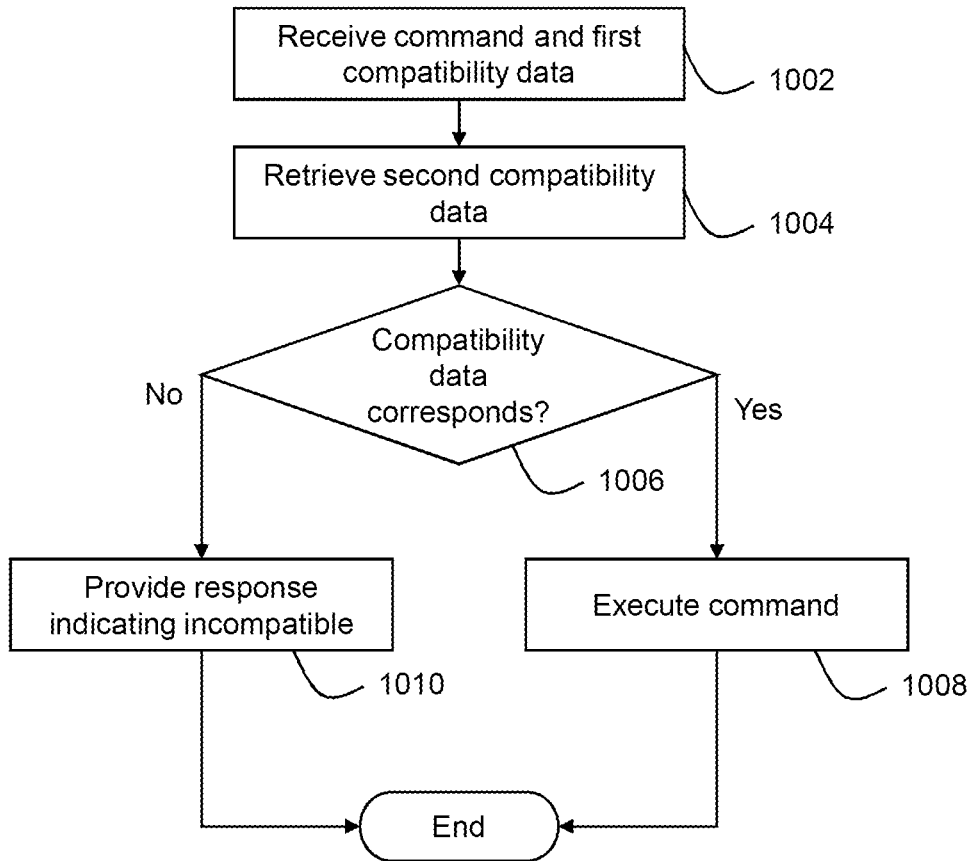 Receive command and first
compatibility data
1002
Retrieve second compatibility
data
1004
Compatibility
data
corresponds?
No
Yes
1006
Provide response
indicating incompatible
Execute command
1010
1008
End